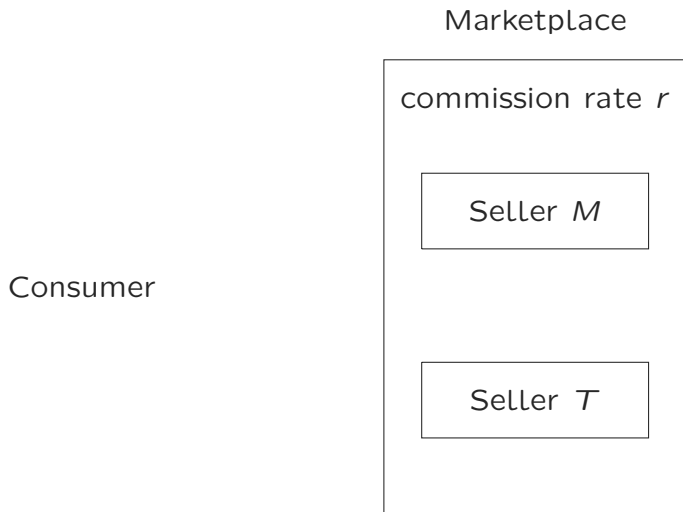 Marketplace
commission rate r
Seller M
Consumer
Seller T